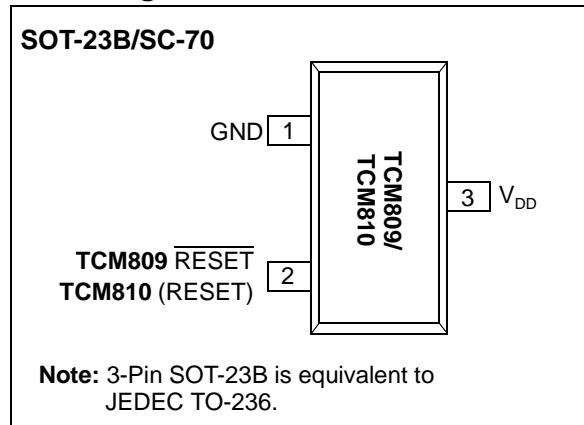 SOT-23B/SC-70
GND 1
TCM809/
TCM810
3 VDD
TCM809 RESET
2
TCM810 (RESET)
Note: 3-Pin SOT-23B is equivalent to
JEDEC TO-236.